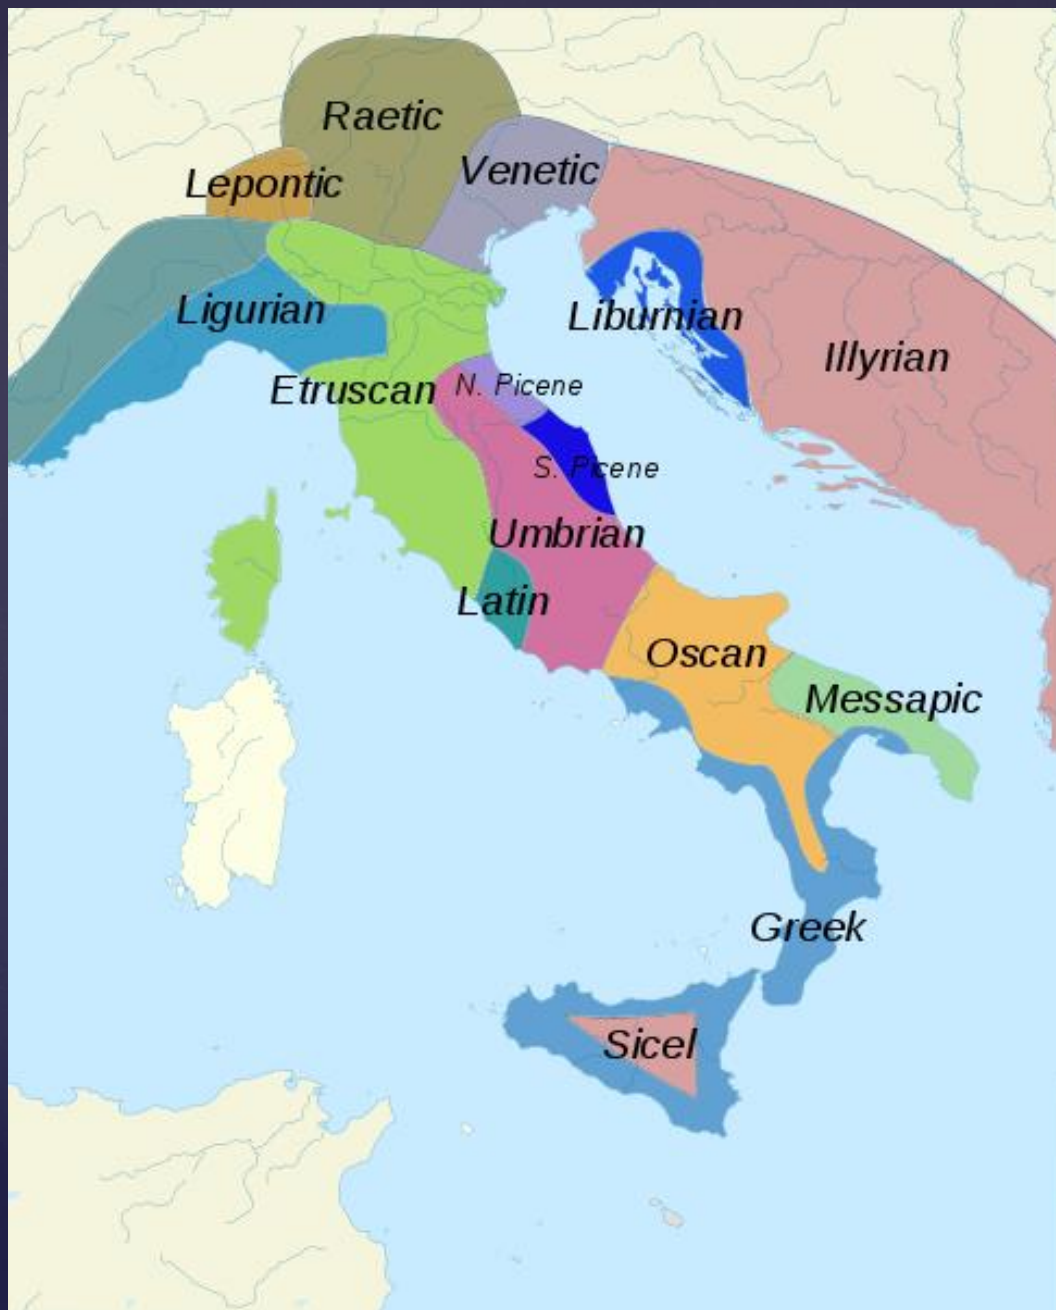 Raetic
Venetic
Lepontic
Ligurian
Liburnian
Illyrian
Etruscan
N. Picene
S. Picene
Umbrian
Latin
Oscan
Messapic
Greek
Sicel